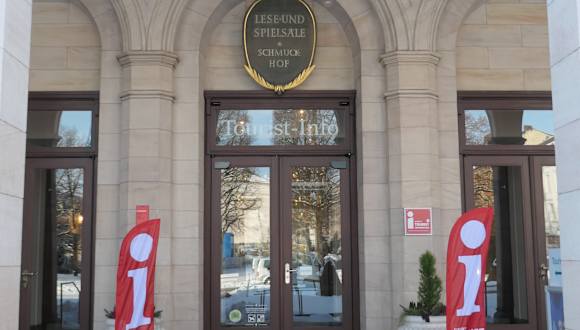 LESE-UND
SPIELSÄLE
SCHMUCK
HOF
Tourist-Info
i
i
i